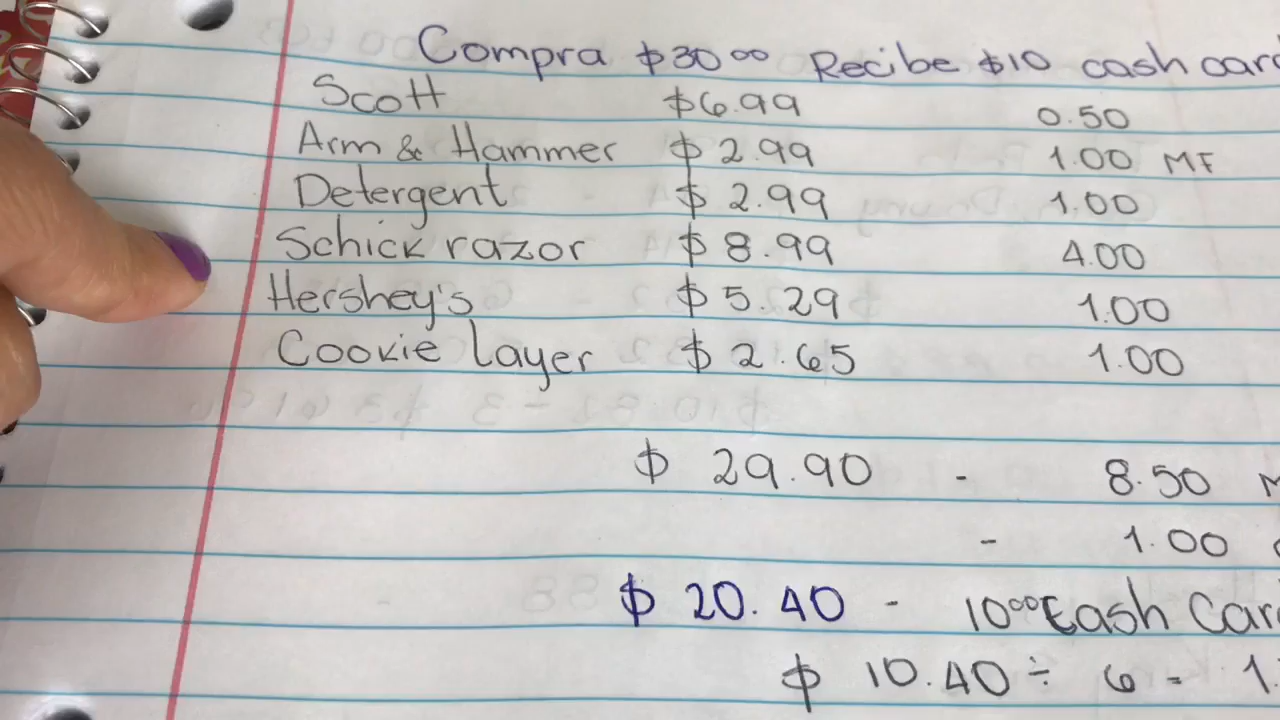 Compra $30⁰⁰ Recibe $10 cash card
Scott $6.99 0.50
Arm & Hammer $2.99 1.00 MF
Detergent $2.99 1.00
Schick razor $8.99 4.00
Hershey's $5.29 1.00
Cookie layer $2.65 1.00
$29.90 - 8.50
- 1.00
$20.40 - 10⁰⁰ Cash Card
$10.40 ÷ 6 = 1.